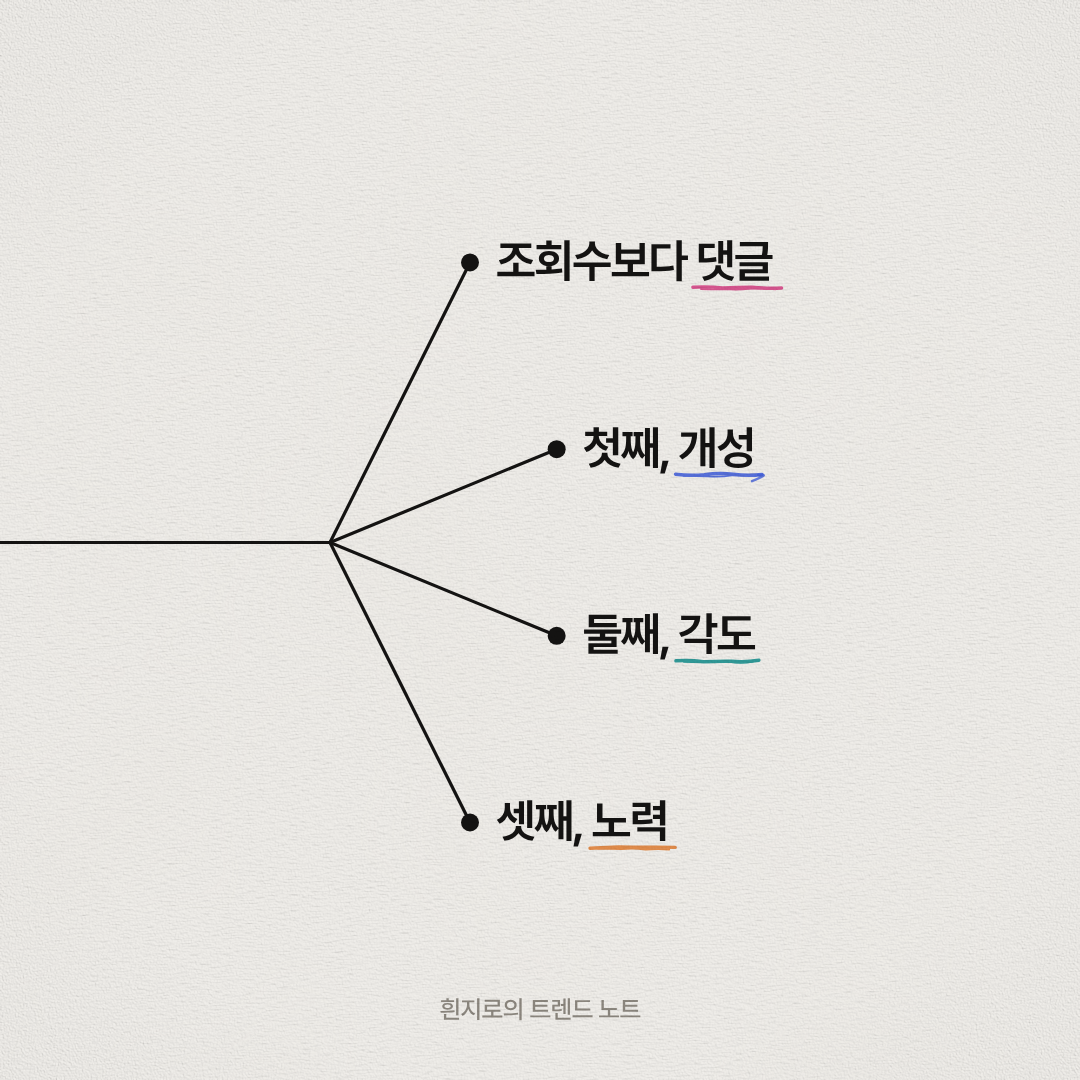 조회수보다 댓글
첫째, 개성
둘째, 각도
셋째, 노력
흰지로의 트렌드 노트